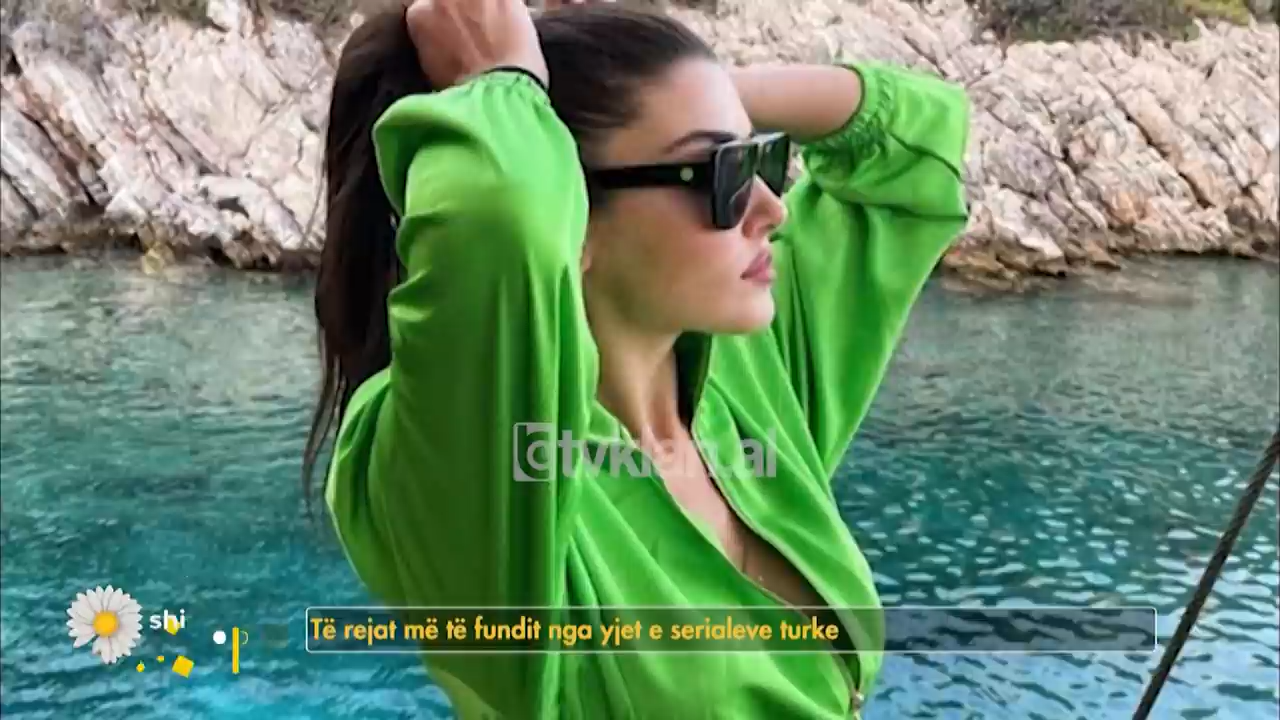 tvklan.al
shi
Të rejat më të fundit nga yjet e serialeve turke